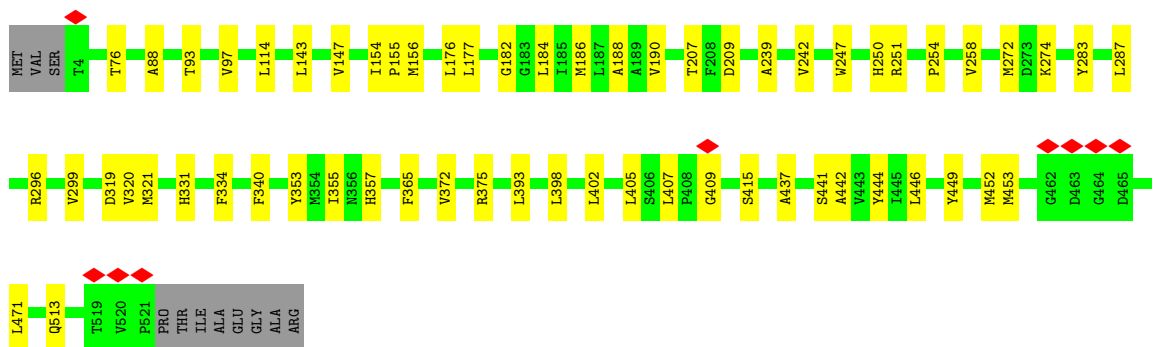 MET VAL SER T4 T76 A88 T93 V97 L114 L143 V147 I154 P155 M156 L176 L177 G182 G183 L184 I185 M186 L187 A188 A189 V190 T207 F208 D209 A239 V242 W247 H250 R251 P254 V258 M272 D273 K274 Y283 L287
R296 V299 D319 V320 M321 H331 F334 F340 Y353 M354 I355 N356 H357 F365 V372 R375 L393 L398 L402 L405 S406 L407 P408 G409 S415 A437 S441 A442 V443 Y444 I445 L446 Y449 M452 M453 G462 D463 G464 D465
L471 Q513 T519 V520 P521 PRO THR ILE ALA GLU GLY ALA ARG